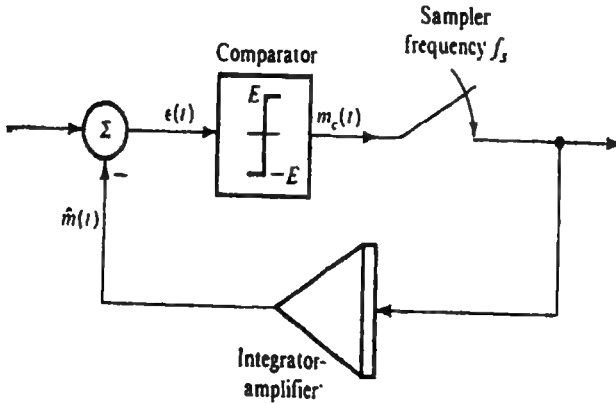 Sampler
frequency f_s
Comparator
E
-E
Σ
ϵ(t)
m_c(t)
-
m̂(t)
Integrator-
amplifier